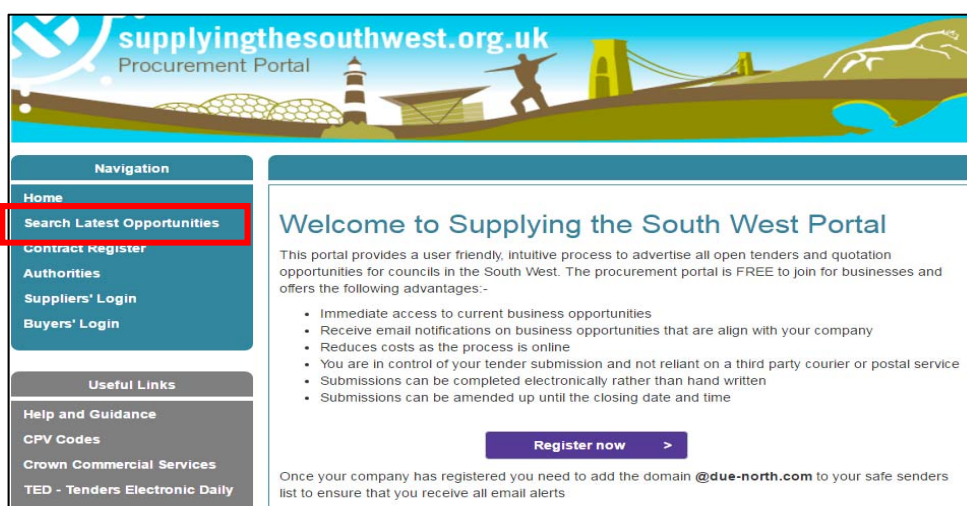 supplyingthesouthwest.org.uk
Procurement Portal
Navigation
Home
Search Latest Opportunities
Contract Register
Authorities
Suppliers' Login
Buyers' Login
Useful Links
Help and Guidance
CPV Codes
Crown Commercial Services
TED - Tenders Electronic Daily
Welcome to Supplying the South West Portal
This portal provides a user friendly, intuitive process to advertise all open tenders and quotation
opportunities for councils in the South West. The procurement portal is FREE to join for businesses and
offers the following advantages:-
• Immediate access to current business opportunities
• Receive email notifications on business opportunities that are align with your company
• Reduces costs as the process is online
• You are in control of your tender submission and not reliant on a third party courier or postal service
• Submissions can be completed electronically rather than hand written
• Submissions can be amended up until the closing date and time
Register now >
Once your company has registered you need to add the domain @due-north.com to your safe senders
list to ensure that you receive all email alerts